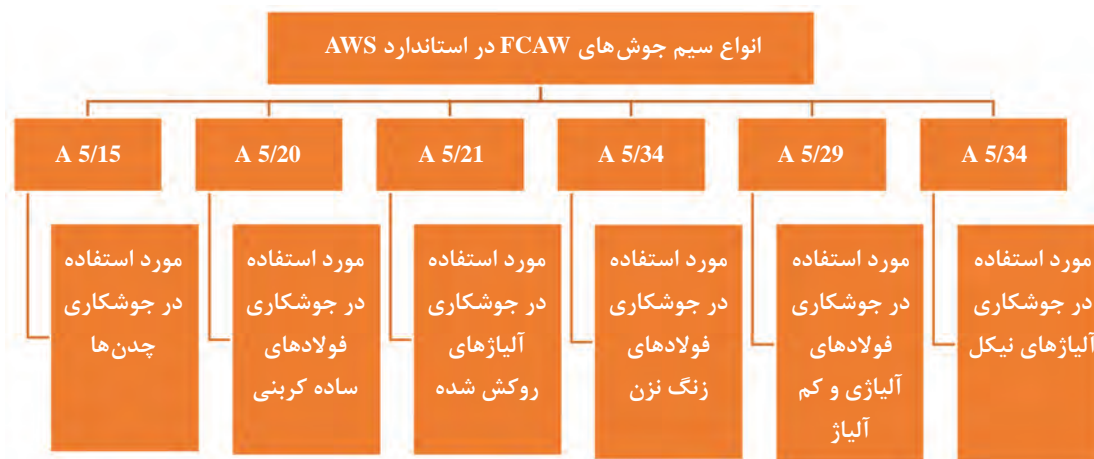 انواع سیم جوش‌های FCAW در استاندارد AWS
A 5/15
A 5/20
A 5/21
A 5/34
A 5/29
A 5/34
مورد استفاده
در جوشکاری
چدن‌ها
مورد استفاده
در جوشکاری
فولادهای
ساده کربنی
مورد استفاده
در جوشکاری
آلیاژهای
روکش شده
مورد استفاده
در جوشکاری
فولادهای
زنگ نزن
مورد استفاده
در جوشکاری
فولادهای
آلیاژی و کم
آلیاژ
مورد استفاده
در جوشکاری
آلیاژهای نیکل